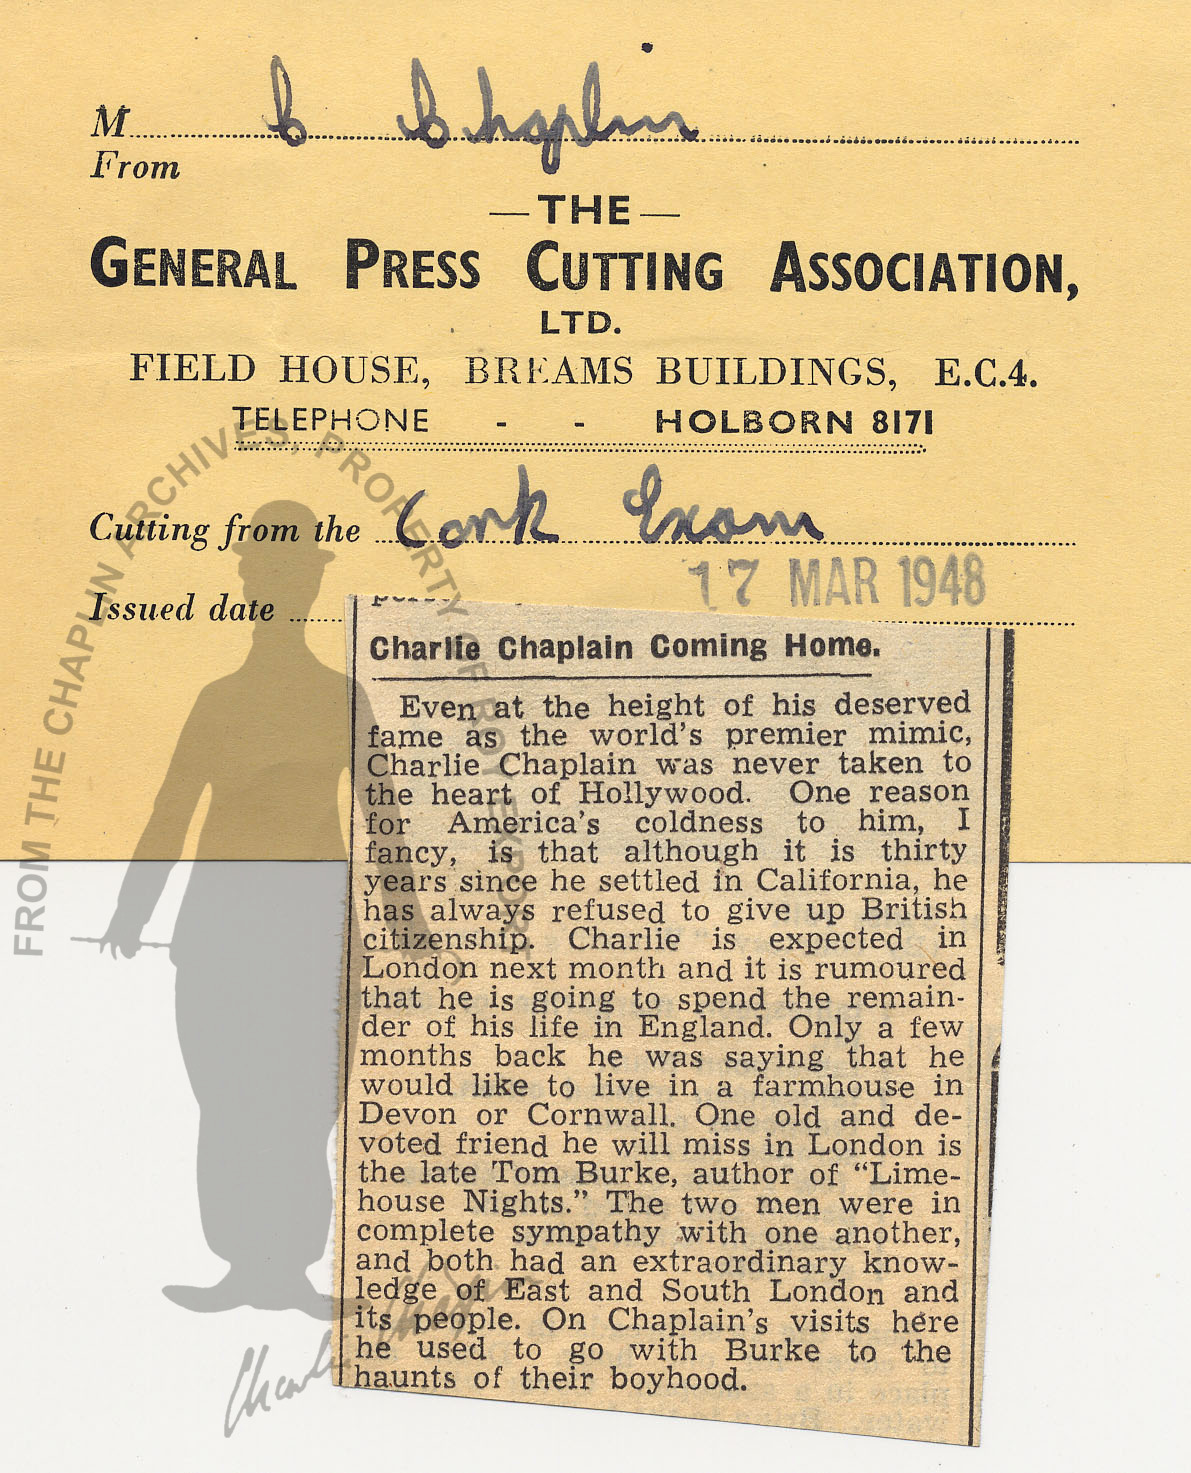 M C Chaplin
From
— THE —
GENERAL PRESS CUTTING ASSOCIATION,
LTD.
FIELD HOUSE, BREAMS BUILDINGS, E.C.4.
TELEPHONE - - HOLBORN 8171
Cutting from the Cork Exam
Issued date 17 MAR 1948
Charlie Chaplain Coming Home.
Even at the height of his deserved
fame as the world's premier mimic,
Charlie Chaplain was never taken to
the heart of Hollywood. One reason
for America's coldness to him, I
fancy, is that although it is thirty
years since he settled in California, he
has always refused to give up British
citizenship. Charlie is expected in
London next month and it is rumoured
that he is going to spend the remain-
der of his life in England. Only a few
months back he was saying that he
would like to live in a farmhouse in
Devon or Cornwall. One old and de-
voted friend he will miss in London is
the late Tom Burke, author of “Lime-
house Nights.” The two men were in
complete sympathy with one another,
and both had an extraordinary know-
ledge of East and South London and
its people. On Chaplain's visits here
he used to go with Burke to the
haunts of their boyhood.
FROM THE CHAPLIN ARCHIVES, PROPERTY OF ROY EXPORT
Charlie Chaplin